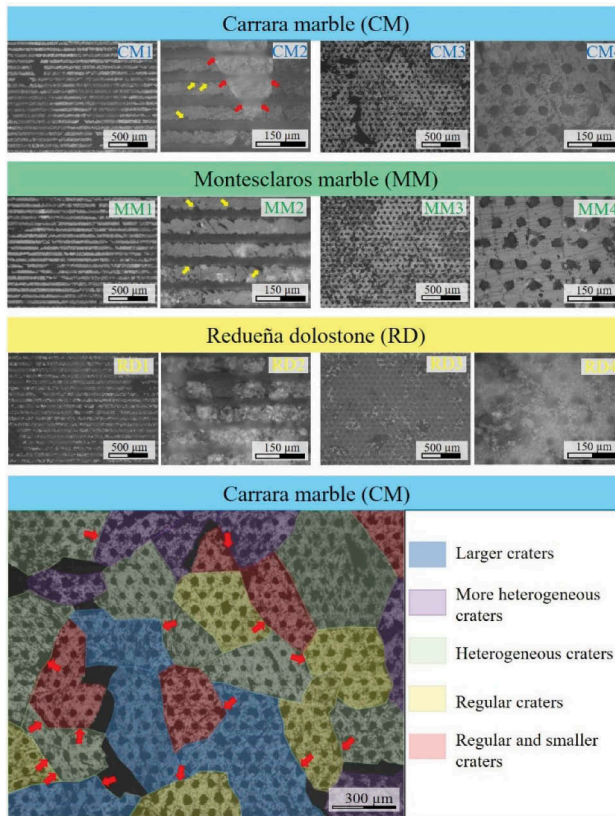 Carrara marble (CM)
CM1 CM2 CM3 CM4
500 µm 150 µm 500 µm 150 µm
Montesclaros marble (MM)
MM1 MM2 MM3 MM4
500 µm 150 µm 500 µm 150 µm
Redueña dolostone (RD)
RD1 RD2 RD3 RD4
500 µm 150 µm 500 µm 150 µm
Carrara marble (CM)
Larger craters
More heterogeneous
craters
Heterogeneous craters
Regular craters
Regular and smaller
craters
300 µm